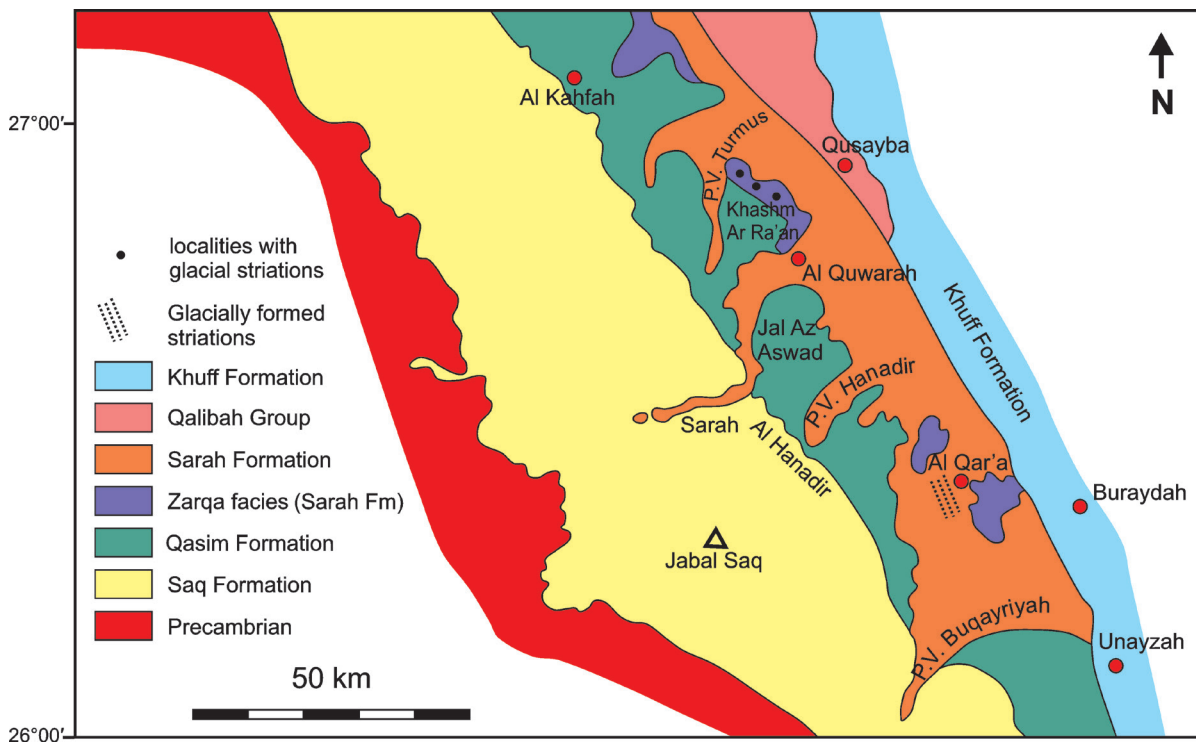 N
Al Kahfah
27°00'
P.V. Turmus
Qusayba
Khashm
Ar Ra'an
localities with
glacial striations
Al Quwarah
Glacially formed
striations
Khuff Formation
Jal Az
Aswad
Khuff Formation
P.V. Hanadir
Qalibah Group
Sarah
Al Hanadir
Sarah Formation
Al Qar'a
Zarqa facies (Sarah Fm)
Buraydah
Qasim Formation
Jabal Saq
Saq Formation
Precambrian
P.V. Buqayriyah
Unayzah
50 km
26°00'